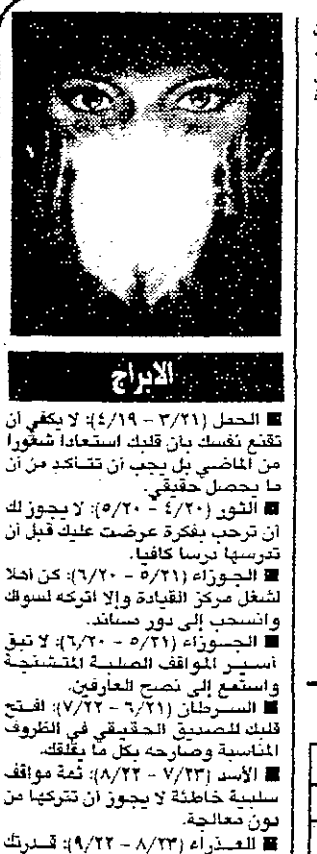 الابراج
■ الحمل (٣/٢١ - ٤/١٩): لا يكفي أن
تقنع نفسك بأن قلبك استعاد شعورا
من الماضي بل يجب أن تتأكد من أن
ما يحصل حقيقي.
■ الثور (٤/٢٠ - ٥/٢٠): لا يجوز لك
أن ترحب بفكرة عرضت عليك قبل أن
تدرسها درسا كافيا.
■ الجوزاء (٥/٢١ - ٦/٢٠): كن أهلا
لشغل مركز القيادة وإلا اتركه لسواك
وانسحب إلى دور مساند.
■ الجسوزاء (٥/٢١ - ٦/٢٠): لا تبق
أسير المواقف الصلبة المتشنجة
واستمع إلى نصح العارفين.
■ السرطان (٦/٢١ - ٧/٢٢): افتح
قلبك للصديق الحقيقي في الظروف
المناسبة وصارحه بكل ما يقلقك.
■ الأسد (٧/٢٣ - ٨/٢٢): ثمة مواقف
سلبية خاطئة لا يجوز أن تتركها من
دون معالجة.
■ العذراء (٨/٢٣ - ٩/٢٢): قدرتك